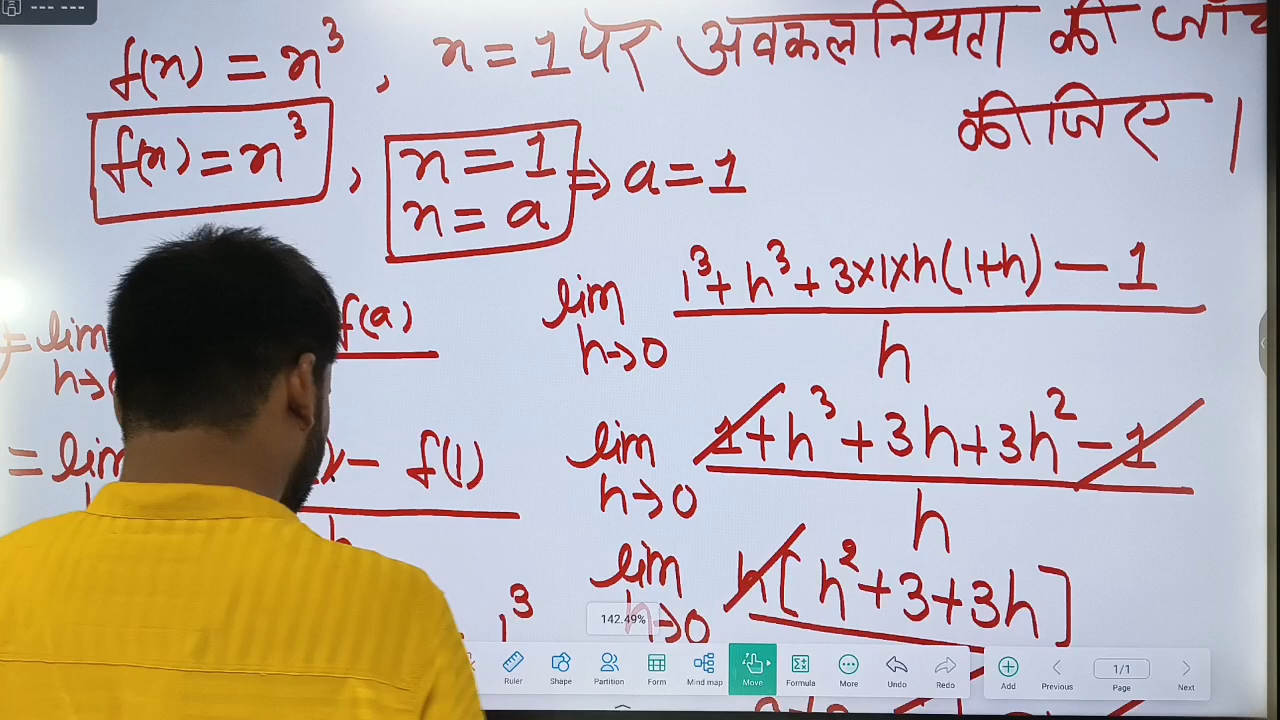 f(x) = x³, x = 1 पर अवकलनियता की जाँच
कीजिए।
f(x) = x³, x = 1 ⇒ a = 1
x = a
= lim f(a)
h→0
= lim - f(1)
h
³
lim 1³ + h³ + 3×1×h(1+h) - 1
h→0 h
lim 1 + h³ + 3h + 3h² - 1
h→0 h
lim h[h² + 3 + 3h]
h→0
142.49%
Ruler Shape Partition Form Mind map Move Formula More Undo Redo Add Previous 1/1 Page Next